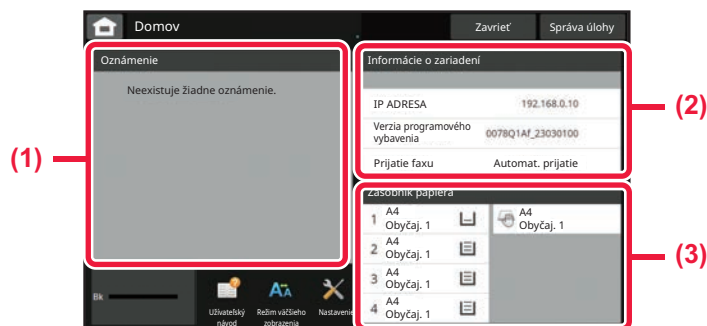 Domov
Zavrieť
Správa úlohy
Oznámenie
Neexistuje žiadne oznámenie.
(1)
Informácie o zariadení
IP ADRESA
192.168.0.10
Verzia programového
vybavenia
0078Q1Af_23030100
Prijatie faxu
Automat. prijatie
(2)
Zásobník papiera
1 A4
Obyčaj. 1
2 A4
Obyčaj. 1
3 A4
Obyčaj. 1
4 A4
Obyčaj. 1
A4
Obyčaj. 1
(3)
Bk
Užívateľský
návod
AA
Režim väčšieho
zobrazenia
Nastavenie